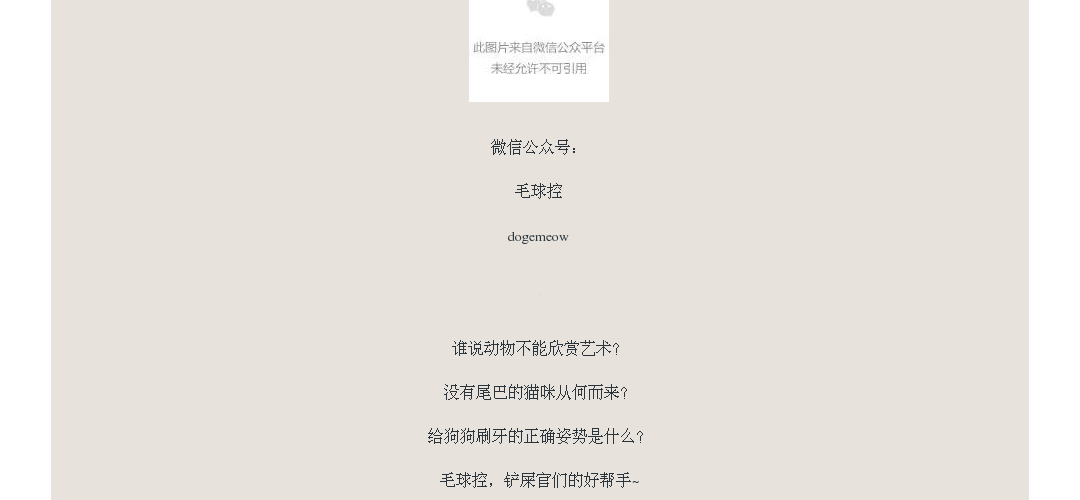 此图片来自微信公众平台
未经允许不可引用
微信公众号：
毛球控
dogemeow
谁说动物不能欣赏艺术？
没有尾巴的猫咪从何而来？
给狗狗刷牙的正确姿势是什么？
毛球控，铲屎官们的好帮手~